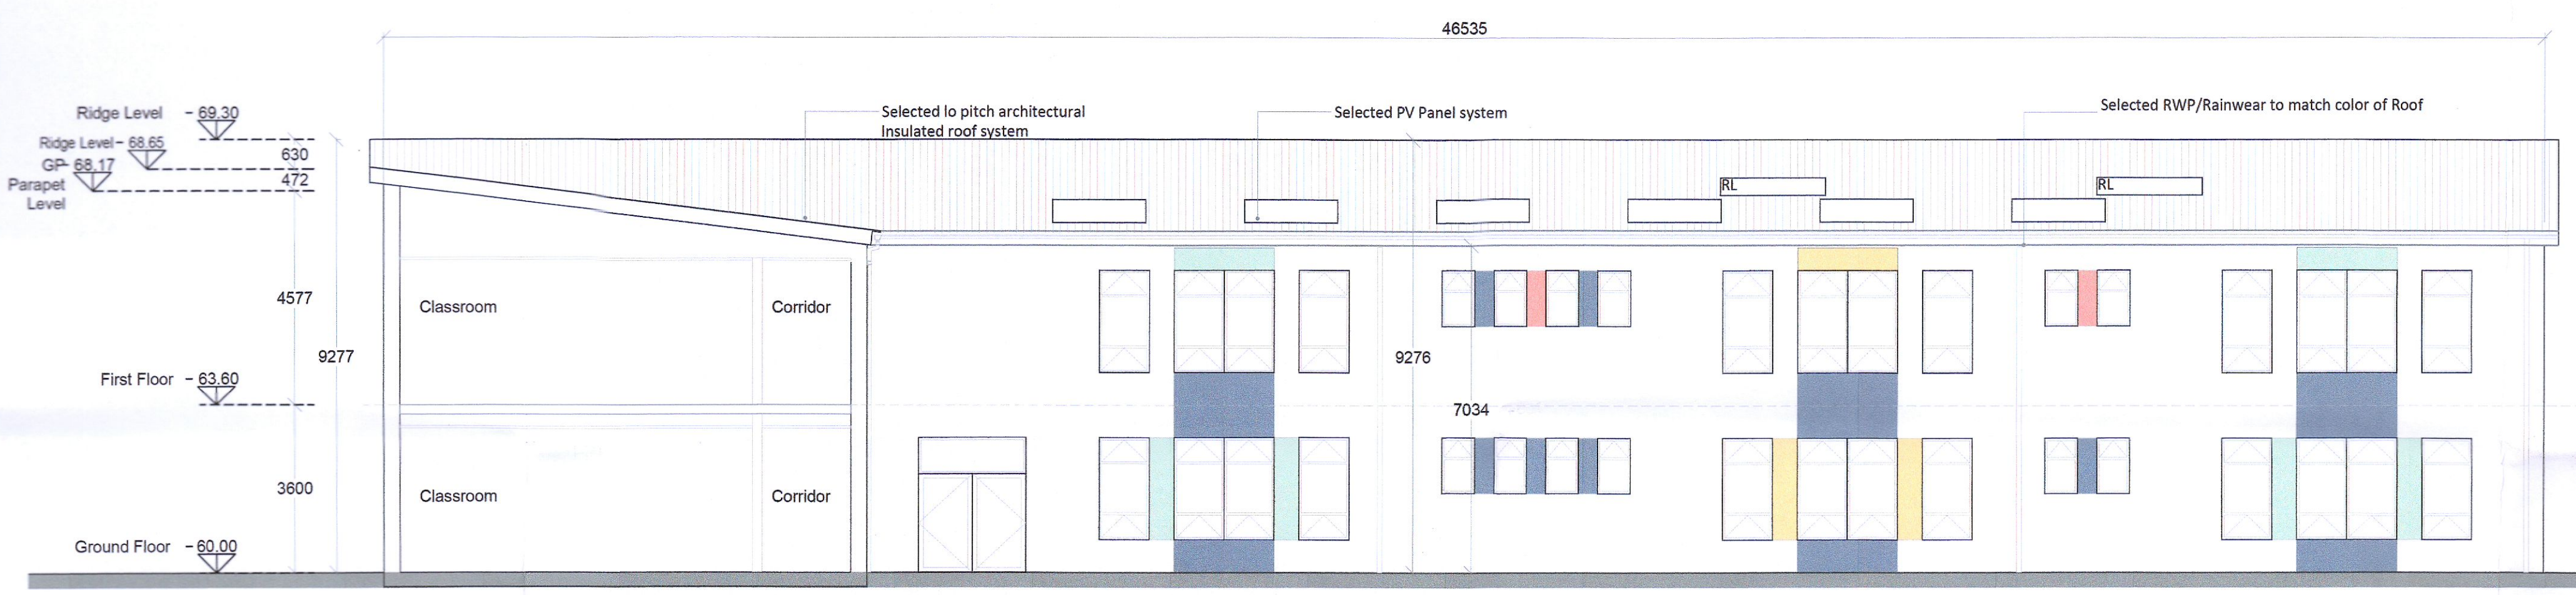 46535
Ridge Level - 69.30
Selected lo pitch architectural
Insulated roof system
Selected PV Panel system
Selected RWP/Rainwear to match color of Roof
Ridge Level - 68.65
630
GP- 68.17
Parapet
Level
472
RL
RL
4577
Classroom
Corridor
9277
9276
First Floor - 63.60
7034
3600
Classroom
Corridor
Ground Floor - 60.00